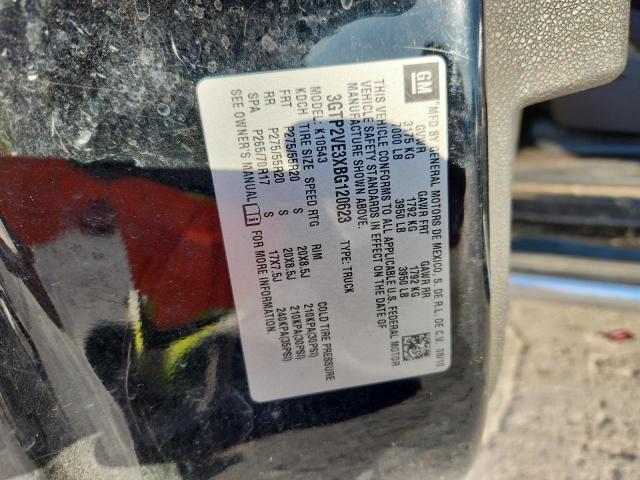 GM
MFD BY GENERAL MOTORS DE MEXICO, S. DE R.L. DE C.V. 08/10
GVWR GAWR FRT GAWR RR
3175 KG 1792 KG 1792 KG
7000 LB 3950 LB 3950 LB
THIS VEHICLE CONFORMS TO ALL APPLICABLE U.S. FEDERAL MOTOR
VEHICLE SAFETY STANDARDS IN EFFECT ON THE DATE OF
MANUFACTURE SHOWN ABOVE.
3GTP2VE3XBG120623 TYPE: TRUCK
MODEL: K10543
KDCH TIRE SIZE SPEED RTG RIM COLD TIRE PRESSURE
FRT P275/55R20 S 20X8.5J 210KPA(30PSI)
RR P275/55R20 S 20X8.5J 210KPA(30PSI)
SPA P265/70R17 S 17X7.5J 240KPA(35PSI)
SEE OWNER'S MANUAL i FOR MORE INFORMATION.